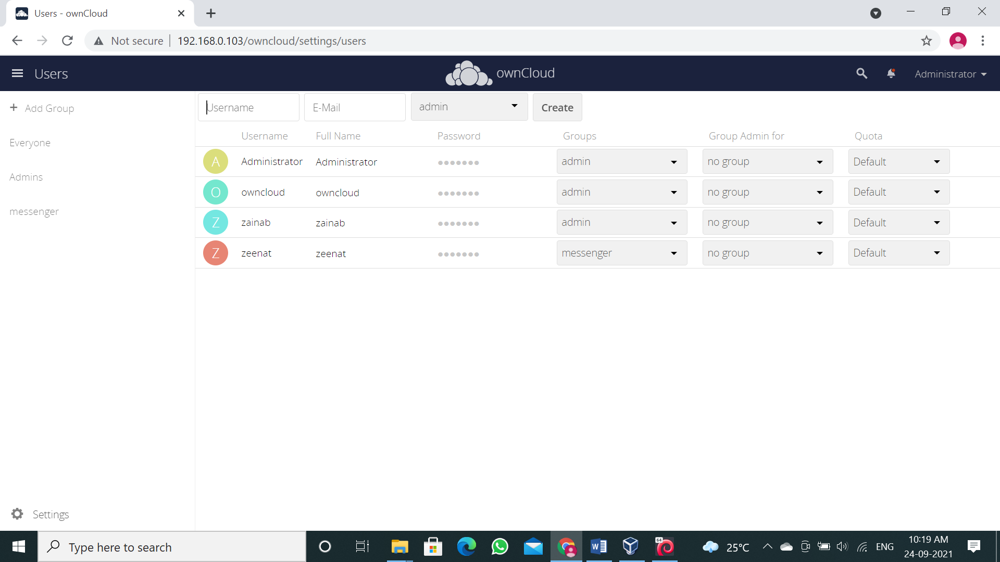 Users - ownCloud
Not secure 192.168.0.103/owncloud/settings/users
Users
ownCloud
Administrator
+ Add Group
Everyone
Admins
messenger
Settings
Username E-Mail admin Create
Username Full Name Password Groups Group Admin for Quota
A Administrator Administrator ●●●●●●● admin no group Default
O owncloud owncloud ●●●●●●● admin no group Default
Z zainab zainab ●●●●●●● admin no group Default
Z zeenat zeenat ●●●●●●● messenger no group Default
Type here to search
64
25°C
ENG
10:19 AM
24-09-2021